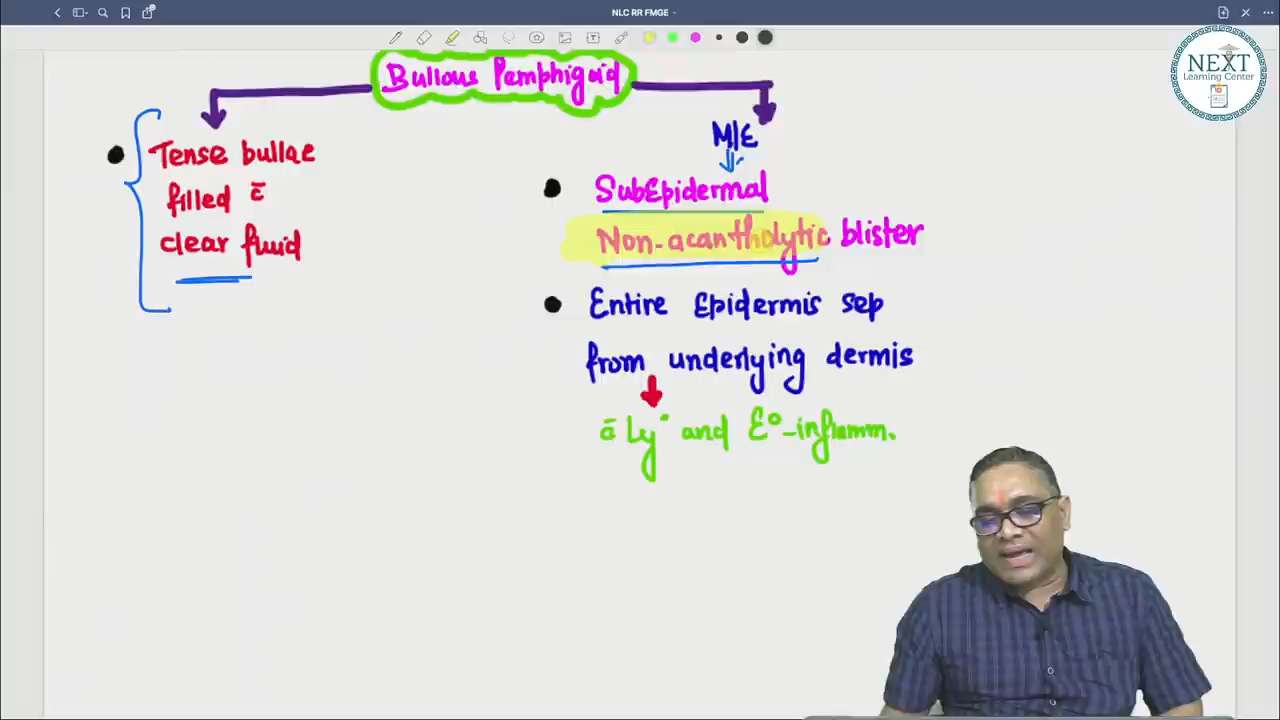 NLC RR FMGE
NEXT
Learning Center
Bullous Pemphigoid
Tense bullae
filled c̄
clear fluid
M/E
SubEpidermal
Non-acantholytic blister
Entire Epidermis sep
from underlying dermis
c̄ Ly° and E°-inflamm.